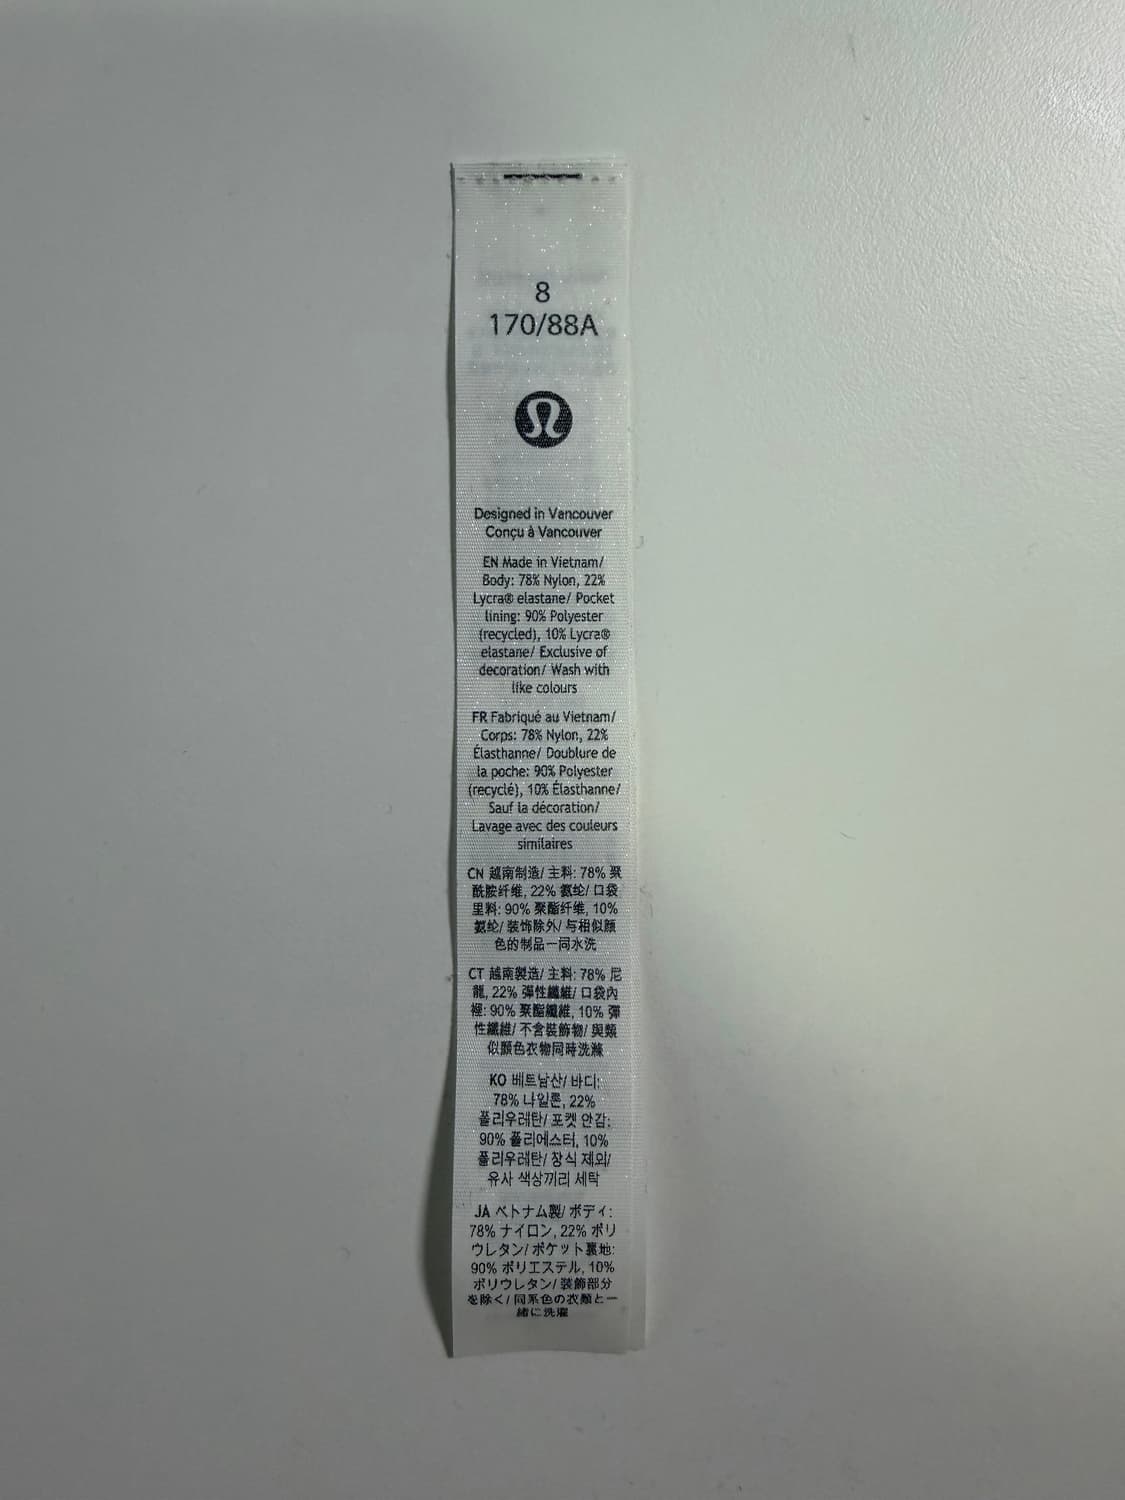 8
170/88A
Designed in Vancouver
Conçu à Vancouver
EN Made in Vietnam/
Body: 78% Nylon, 22%
Lycra® elastane/ Pocket
lining: 90% Polyester
(recycled), 10% Lycra®
elastane/ Exclusive of
decoration/ Wash with
like colours
FR Fabriqué au Vietnam/
Corps: 78% Nylon, 22%
Élasthanne/ Doublure de
la poche: 90% Polyester
(recyclé), 10% Élasthanne/
Sauf la décoration/
Lavage avec des couleurs
similaires
CN 越南制造/ 主料: 78% 聚
酰胺纤维, 22% 氨纶/ 口袋
里料: 90% 聚酯纤维, 10%
氨纶/ 装饰除外/ 与相似颜
色的制品一同水洗
CT 越南製造/ 主料: 78% 尼
龍, 22% 彈性纖維/ 口袋內
裡: 90% 聚酯纖維, 10% 彈
性纖維/ 不含裝飾物/ 與類
似顏色衣物同時洗滌
KO 베트남산/ 바디:
78% 나일론, 22%
폴리우레탄/ 포켓 안감:
90% 폴리에스터, 10%
폴리우레탄/ 장식 제외/
유사 색상끼리 세탁
JA ベトナム製/ ボディ:
78% ナイロン, 22% ポリ
ウレタン/ ポケット裏地:
90% ポリエステル, 10%
ポリウレタン/ 装飾部分
を除く/ 同系色の衣類と一
緒に洗濯